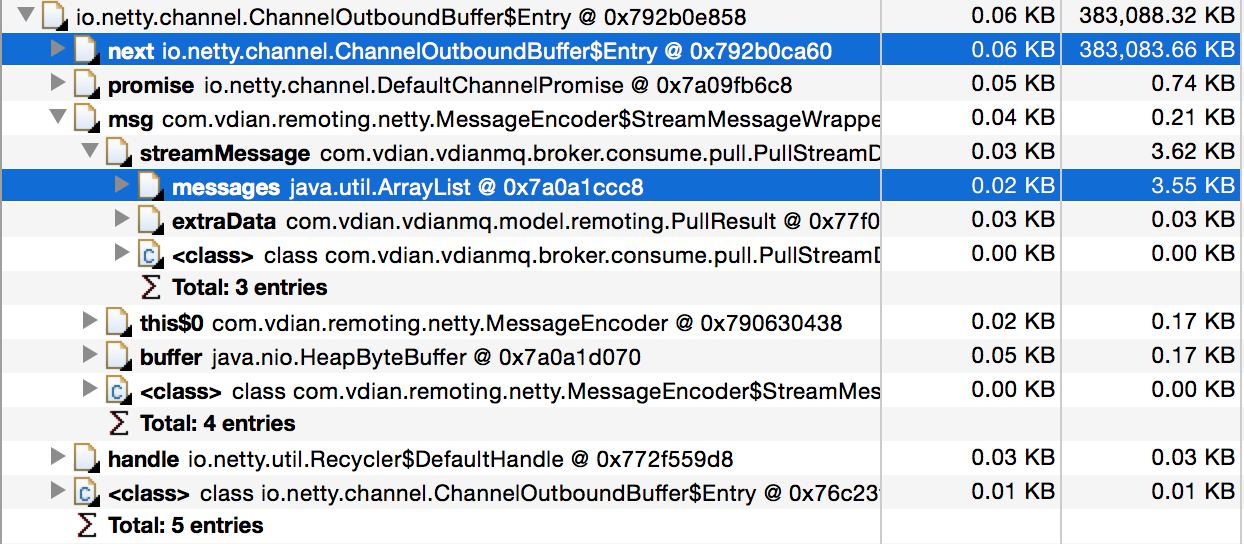 io.netty.channel.ChannelOutboundBuffer$Entry @ 0x792b0e858 0.06 KB 383,088.32 KB
next io.netty.channel.ChannelOutboundBuffer$Entry @ 0x792b0ca60 0.06 KB 383,083.66 KB
promise io.netty.channel.DefaultChannelPromise @ 0x7a09fb6c8 0.05 KB 0.74 KB
msg com.vdian.remoting.netty.MessageEncoder$StreamMessageWrappe 0.04 KB 0.21 KB
streamMessage com.vdian.vdianmq.broker.consume.pull.PullStreamD 0.03 KB 3.62 KB
messages java.util.ArrayList @ 0x7a0a1ccc8 0.02 KB 3.55 KB
extraData com.vdian.vdianmq.model.remoting.PullResult @ 0x77f0 0.03 KB 0.03 KB
<class> class com.vdian.vdianmq.broker.consume.pull.PullStreamD 0.00 KB 0.00 KB
Total: 3 entries
this$0 com.vdian.remoting.netty.MessageEncoder @ 0x790630438 0.02 KB 0.17 KB
buffer java.nio.HeapByteBuffer @ 0x7a0a1d070 0.05 KB 0.17 KB
<class> class com.vdian.remoting.netty.MessageEncoder$StreamMes 0.00 KB 0.00 KB
Total: 4 entries
handle io.netty.util.Recycler$DefaultHandle @ 0x772f559d8 0.03 KB 0.03 KB
<class> class io.netty.channel.ChannelOutboundBuffer$Entry @ 0x76c23 0.01 KB 0.01 KB
Total: 5 entries